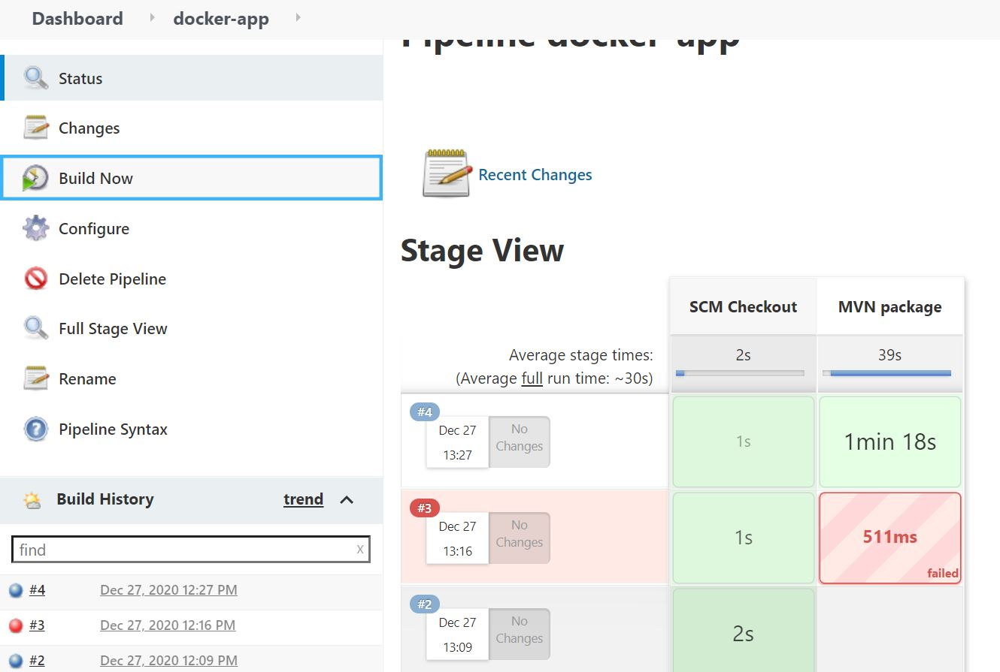 Dashboard
docker-app
Status
Changes
Build Now
Configure
Delete Pipeline
Full Stage View
Rename
Pipeline Syntax
Build History
trend
find
x
#4
Dec 27, 2020 12:27 PM
#3
Dec 27, 2020 12:16 PM
#2
Dec 27, 2020 12:09 PM
Pipeline docker-app
Recent Changes
Stage View
SCM Checkout
MVN package
Average stage times:
(Average full run time: ~30s)
2s
39s
#4
Dec 27
13:27
No
Changes
1s
1min 18s
#3
Dec 27
13:16
No
Changes
1s
511ms
failed
#2
Dec 27
13:09
No
Changes
2s